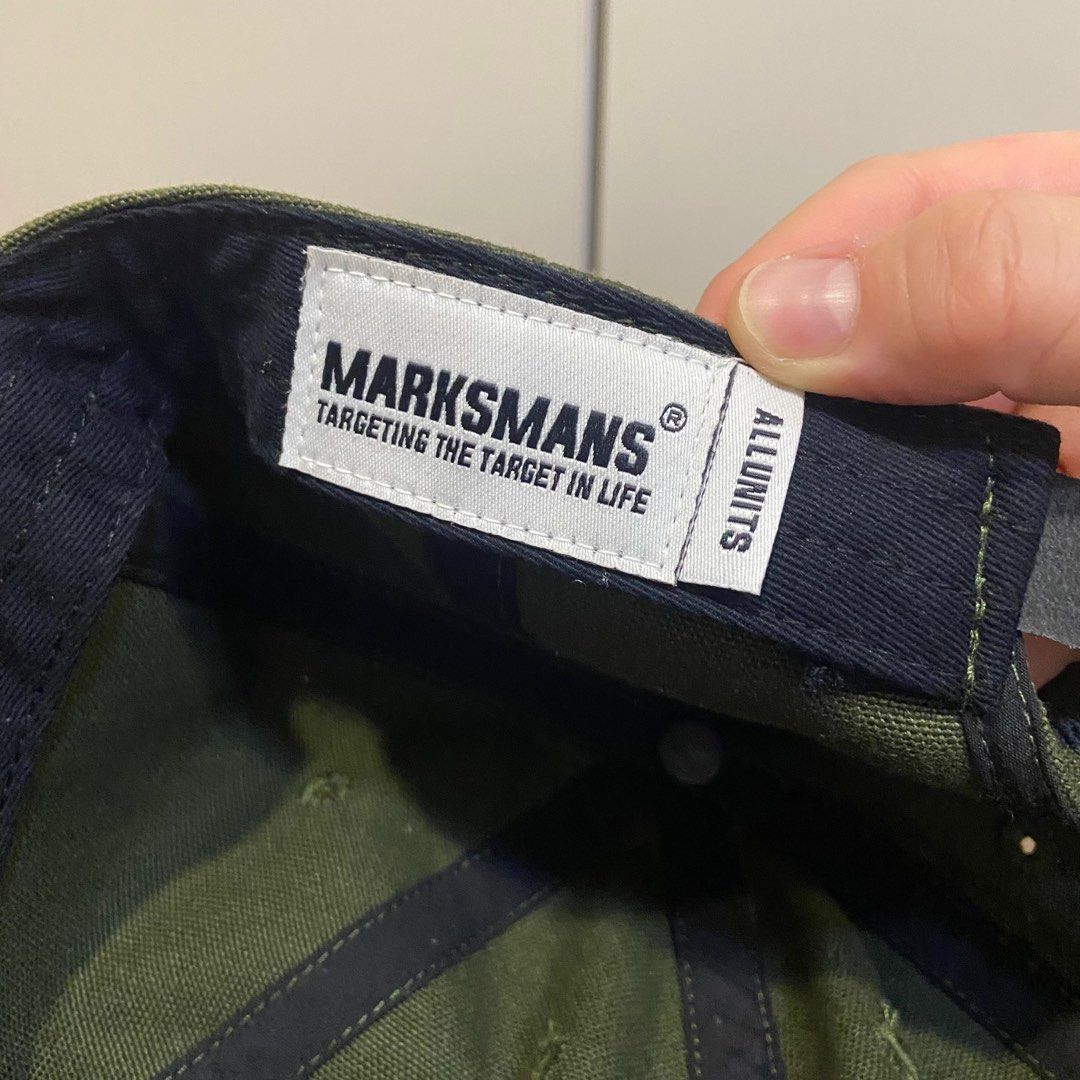 MARKSMANS®
TARGETING THE TARGET IN LIFE
ALLUNITS